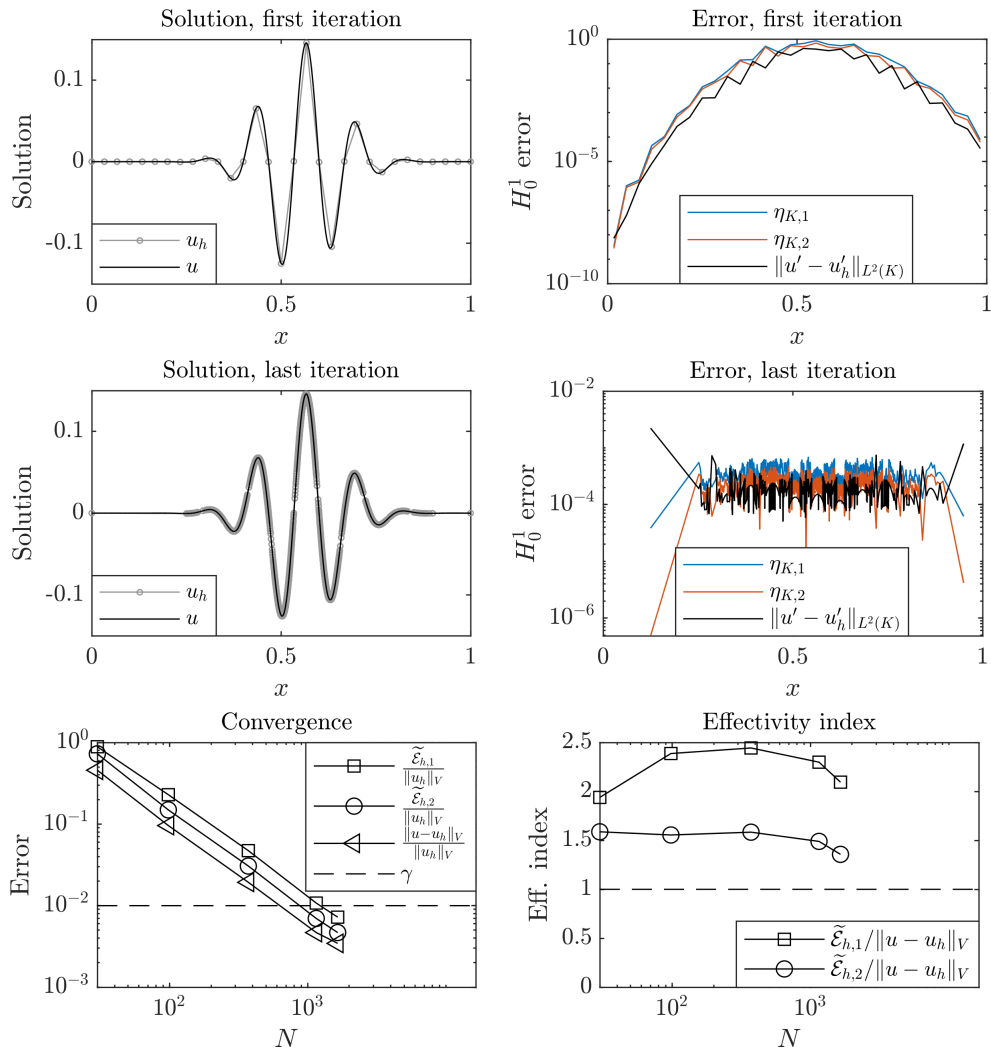 Solution, first iteration
Solution
0.1
0
-0.1
u_h
u
0
0.5
1
x
Error, first iteration
H_0^1 error
10^0
10^{-5}
10^{-10}
η_{K,1}
η_{K,2}
‖u′ − u′_h‖_{L²(K)}
0
0.5
1
x
Solution, last iteration
Solution
0.1
0
-0.1
u_h
u
0
0.5
1
x
Error, last iteration
H_0^1 error
10^{-2}
10^{-4}
10^{-6}
η_{K,1}
η_{K,2}
‖u′ − u′_h‖_{L²(K)}
0
0.5
1
x
Convergence
Error
10^0
10^{-1}
10^{-2}
10^{-3}
\widetilde{ℰ}_{h,1} / ‖u_h‖_V
\widetilde{ℰ}_{h,2} / ‖u_h‖_V
‖u−u_h‖_V / ‖u_h‖_V
γ
10^2
10^3
N
Effectivity index
Eff. index
2.5
2
1.5
1
0.5
0
\widetilde{ℰ}_{h,1}/‖u − u_h‖_V
\widetilde{ℰ}_{h,2}/‖u − u_h‖_V
10^2
10^3
N